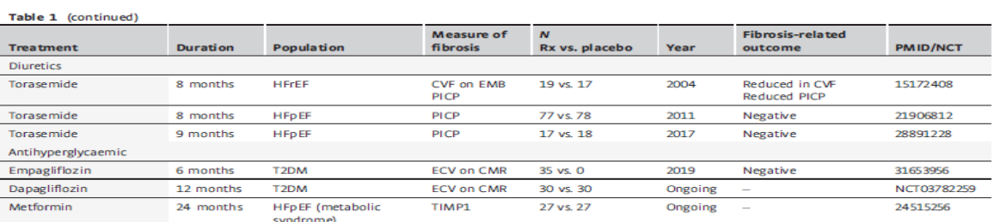 Table 1 (continued)
Measure of N Fibrosis-related
Treatment Duration Population fibrosis Rx vs. placebo Year outcome PMID/NCT
Diuretics
Torasemide 8 months HFrEF CVF on EMB 19 vs. 17 2004 Reduced in CVF 15172408
PICP Reduced PICP
Torasemide 8 months HFpEF PICP 77 vs. 78 2011 Negative 21906812
Torasemide 9 months HFpEF PICP 17 vs. 18 2017 Negative 28891228
Antihyperglycaemic
Empagliflozin 6 months T2DM ECV on CMR 35 vs. 0 2019 Negative 31653956
Dapagliflozin 12 months T2DM ECV on CMR 30 vs. 30 Ongoing – NCT03782259
Metformin 24 months HFpEF (metabolic TIMP1 27 vs. 27 Ongoing – 24515256
syndrome)